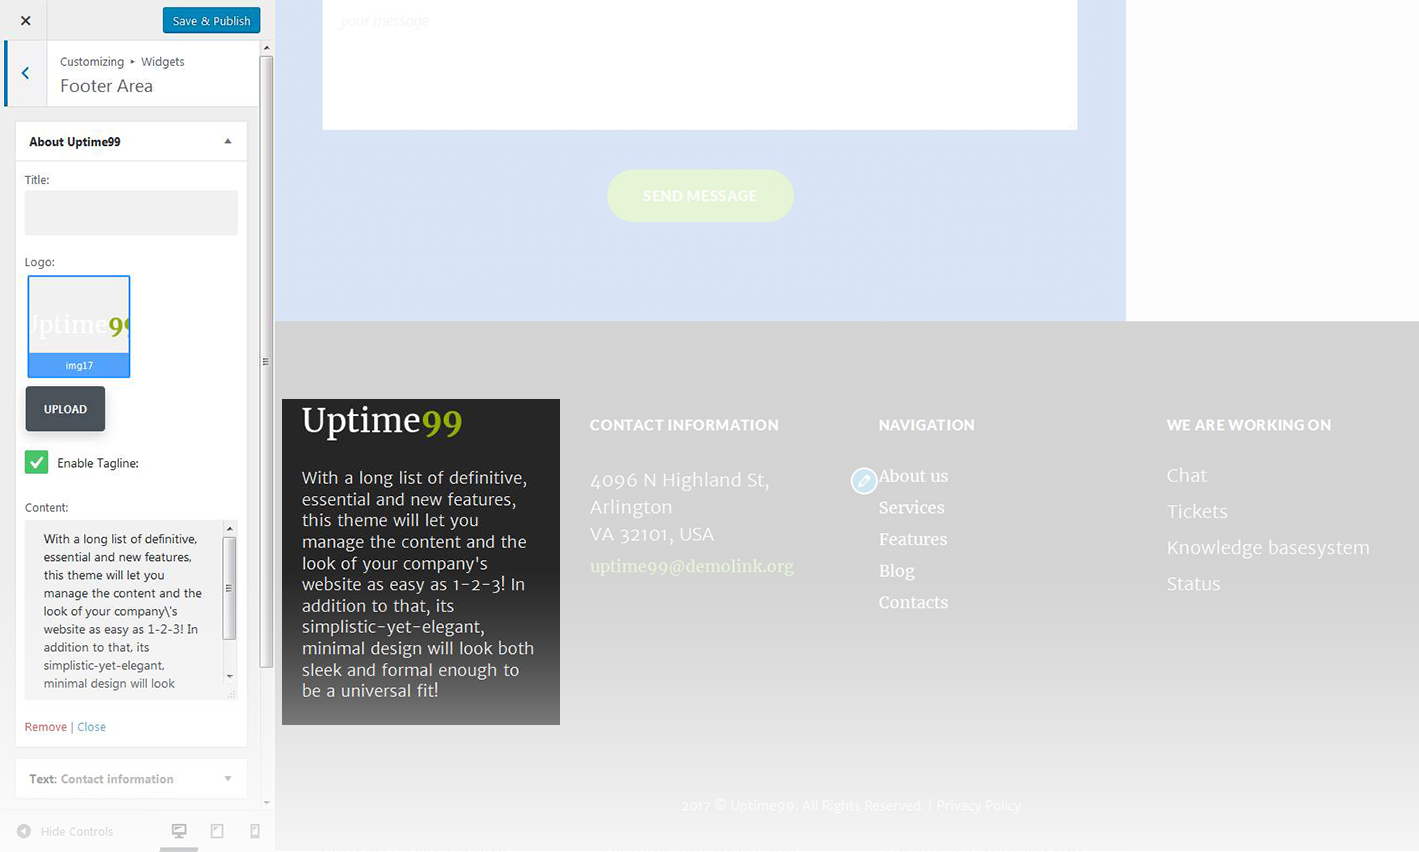 Save & Publish
Customizing ▸ Widgets
Footer Area
About Uptime99
Title:
Logo:
Uptime99
img17
UPLOAD
Enable Tagline:
Content:
With a long list of definitive,
essential and new features,
this theme will let you
manage the content and the
look of your company\'s
website as easy as 1-2-3! In
addition to that, its
simplistic-yet-elegant,
minimal design will look
Remove | Close
Text: Contact information
Hide Controls
your message
SEND MESSAGE
Uptime99
With a long list of definitive,
essential and new features,
this theme will let you
manage the content and the
look of your company's
website as easy as 1-2-3! In
addition to that, its
simplistic-yet-elegant,
minimal design will look both
sleek and formal enough to
be a universal fit!
CONTACT INFORMATION
4096 N Highland St,
Arlington
VA 32101, USA
uptime99@demolink.org
NAVIGATION
About us
Services
Features
Blog
Contacts
WE ARE WORKING ON
Chat
Tickets
Knowledge basesystem
Status
2017 © Uptime99. All Rights Reserved. | Privacy Policy